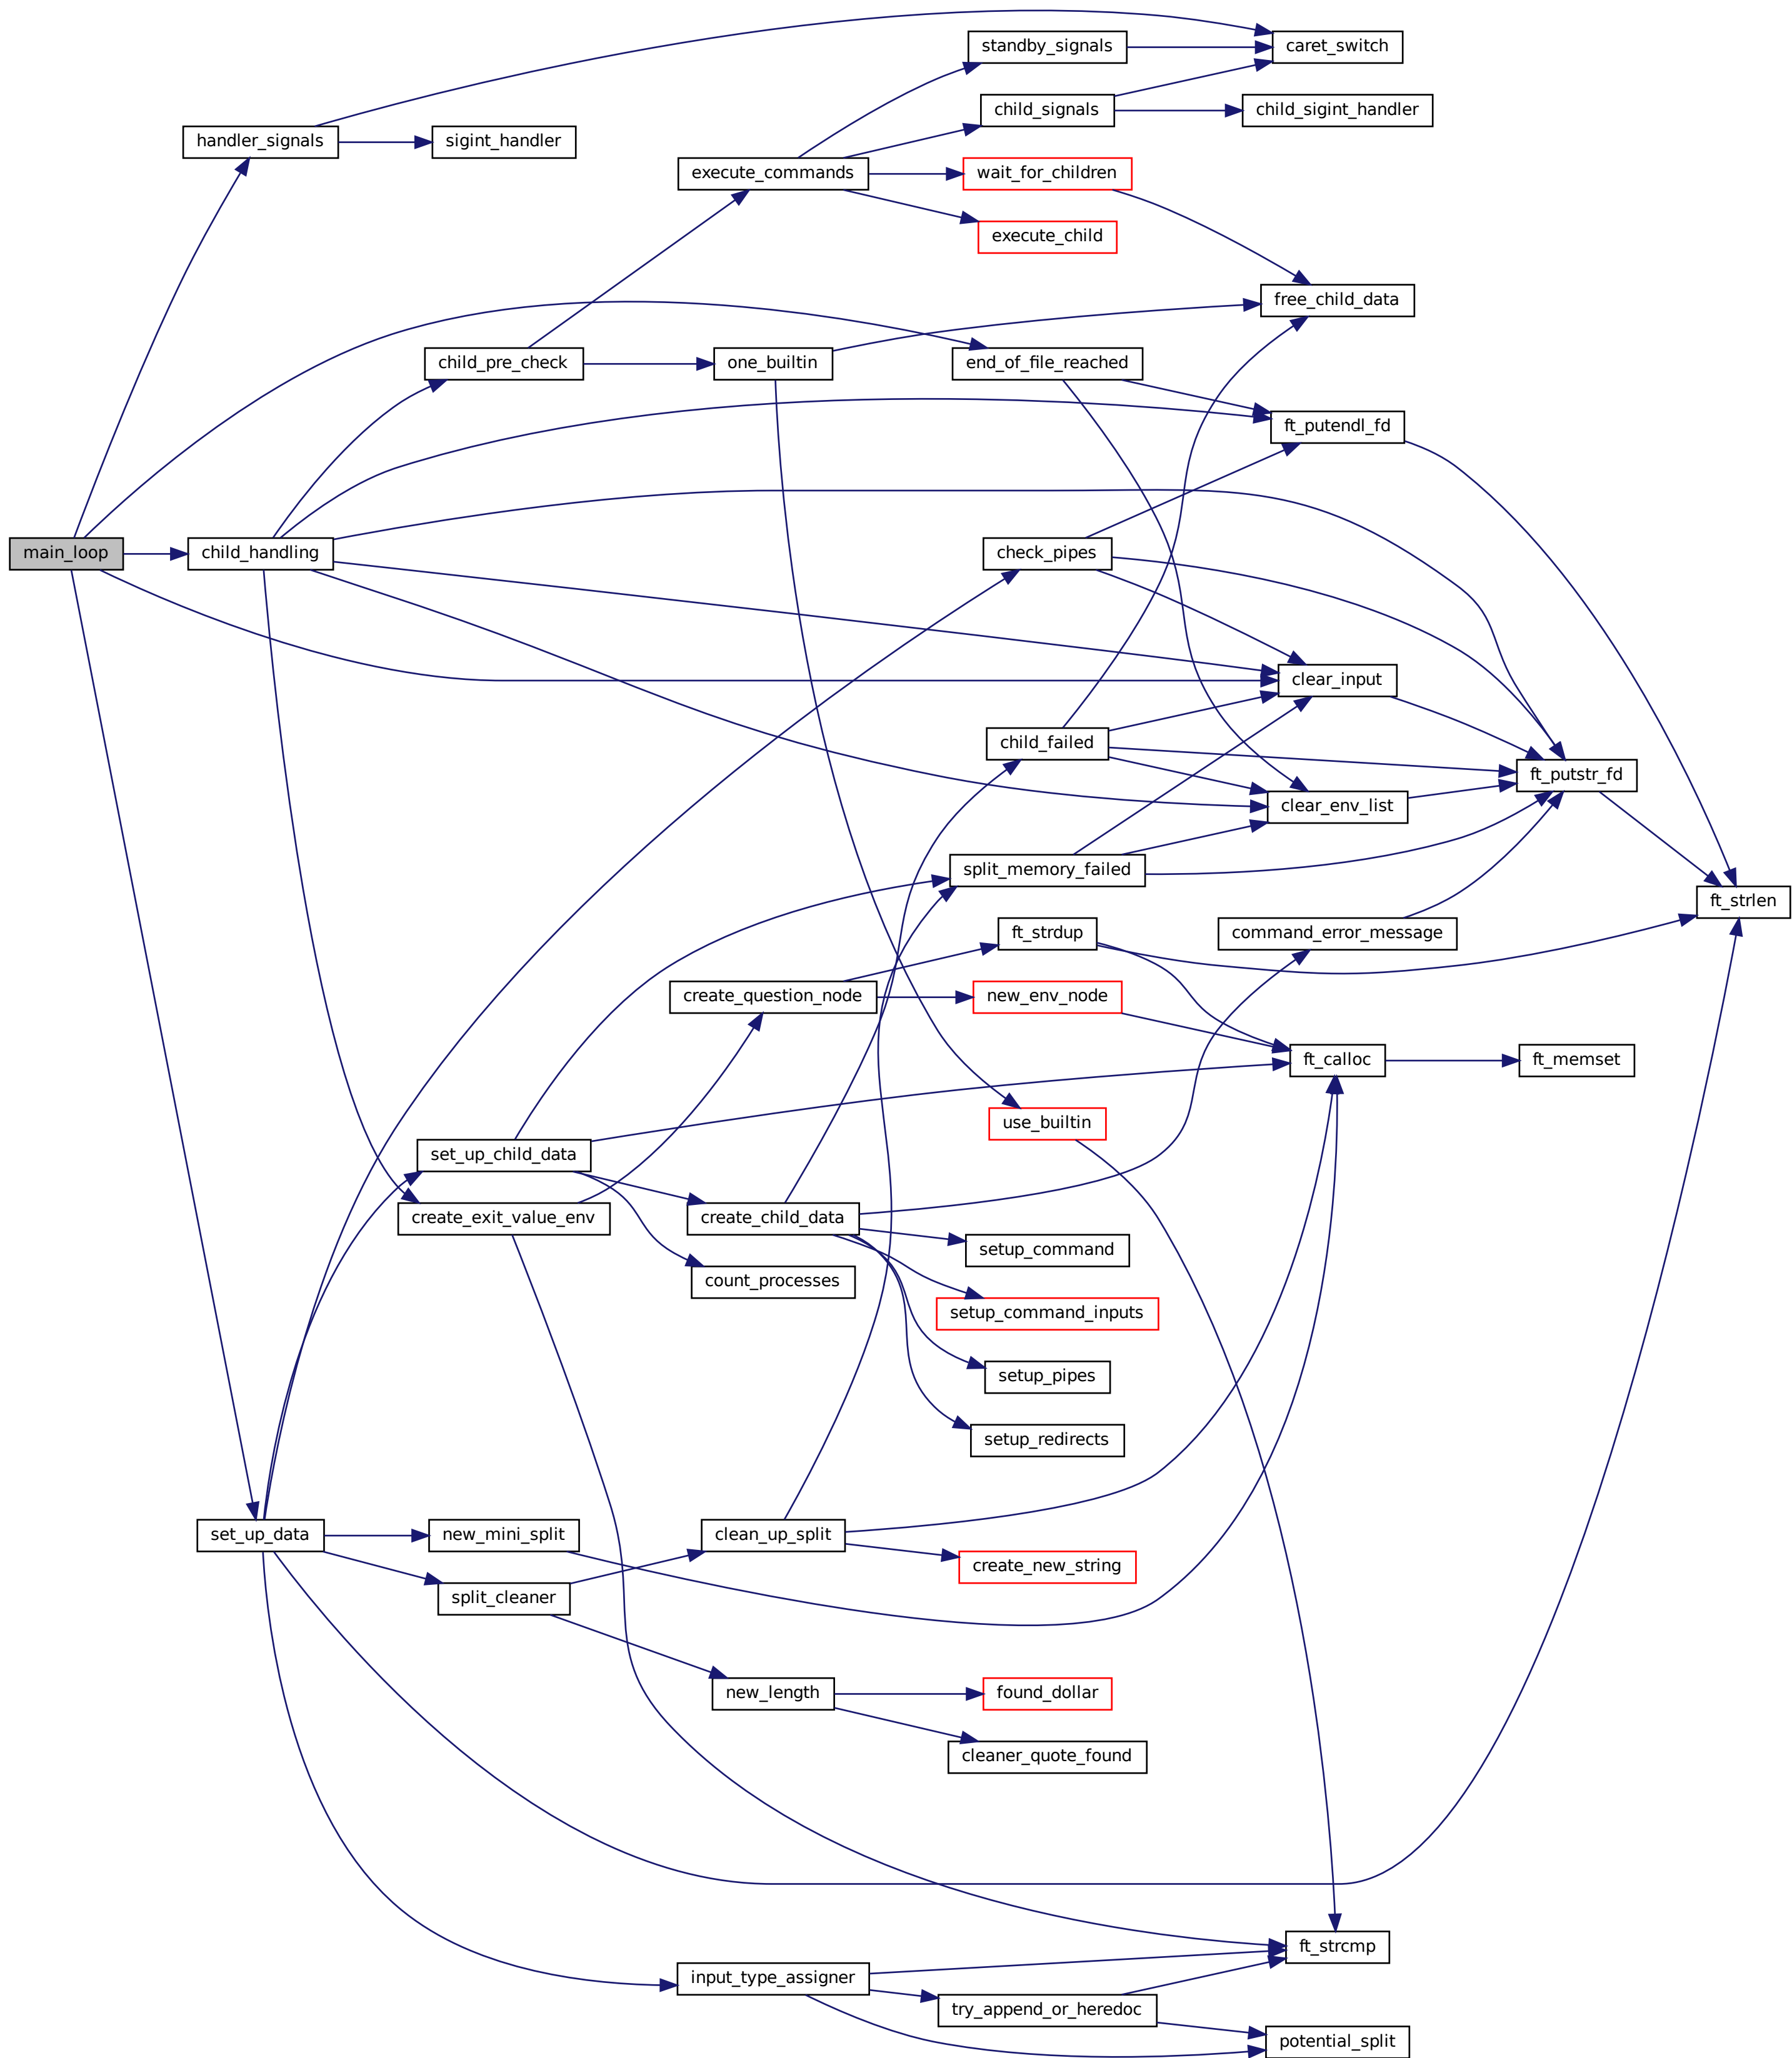 standby_signals
caret_switch
child_signals
child_sigint_handler
handler_signals
sigint_handler
execute_commands
wait_for_children
execute_child
free_child_data
child_pre_check
one_builtin
end_of_file_reached
ft_putendl_fd
main_loop
child_handling
check_pipes
clear_input
child_failed
ft_putstr_fd
clear_env_list
split_memory_failed
ft_strlen
ft_strdup
command_error_message
create_question_node
new_env_node
ft_calloc
ft_memset
use_builtin
set_up_child_data
create_exit_value_env
create_child_data
setup_command
count_processes
setup_command_inputs
setup_pipes
setup_redirects
set_up_data
new_mini_split
clean_up_split
create_new_string
split_cleaner
new_length
found_dollar
cleaner_quote_found
ft_strcmp
input_type_assigner
try_append_or_heredoc
potential_split